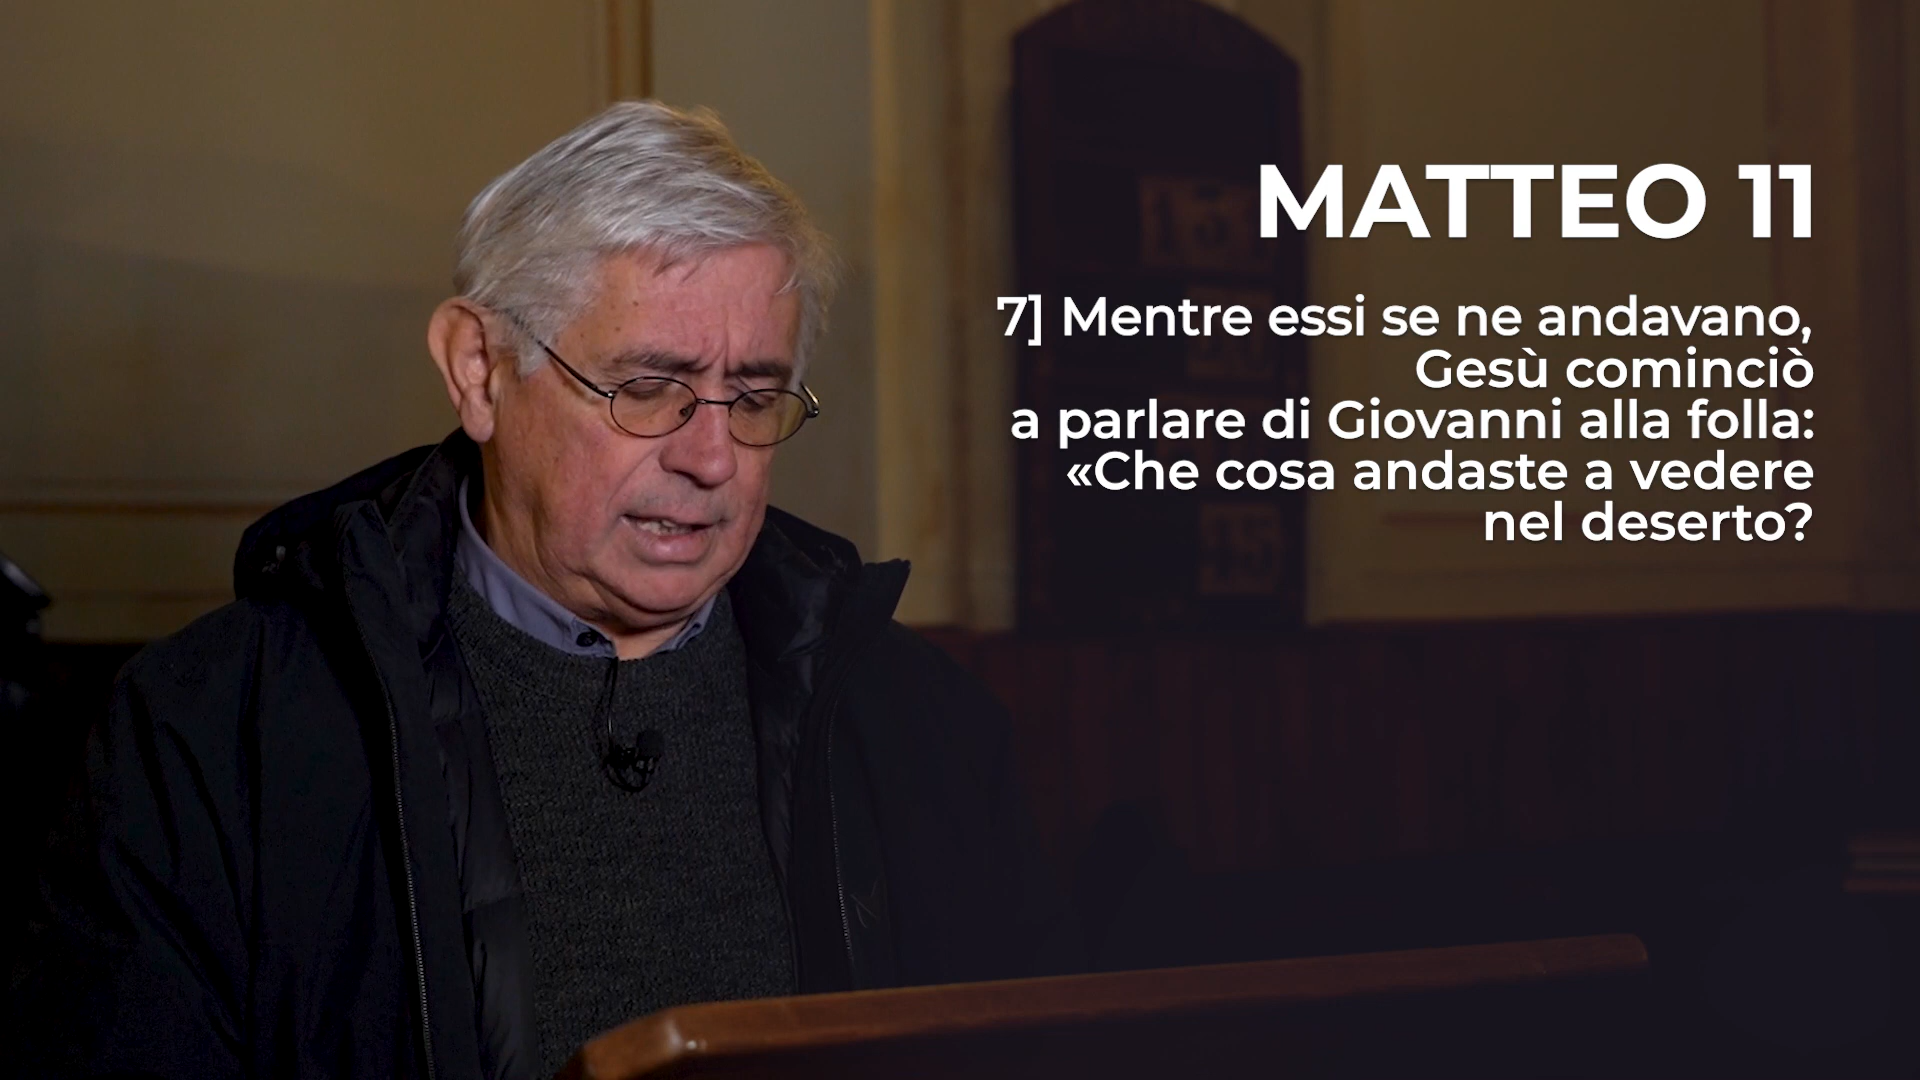 MATTEO 11
7] Mentre essi se ne andavano,
Gesù cominciò
a parlare di Giovanni alla folla:
«Che cosa andaste a vedere
nel deserto?